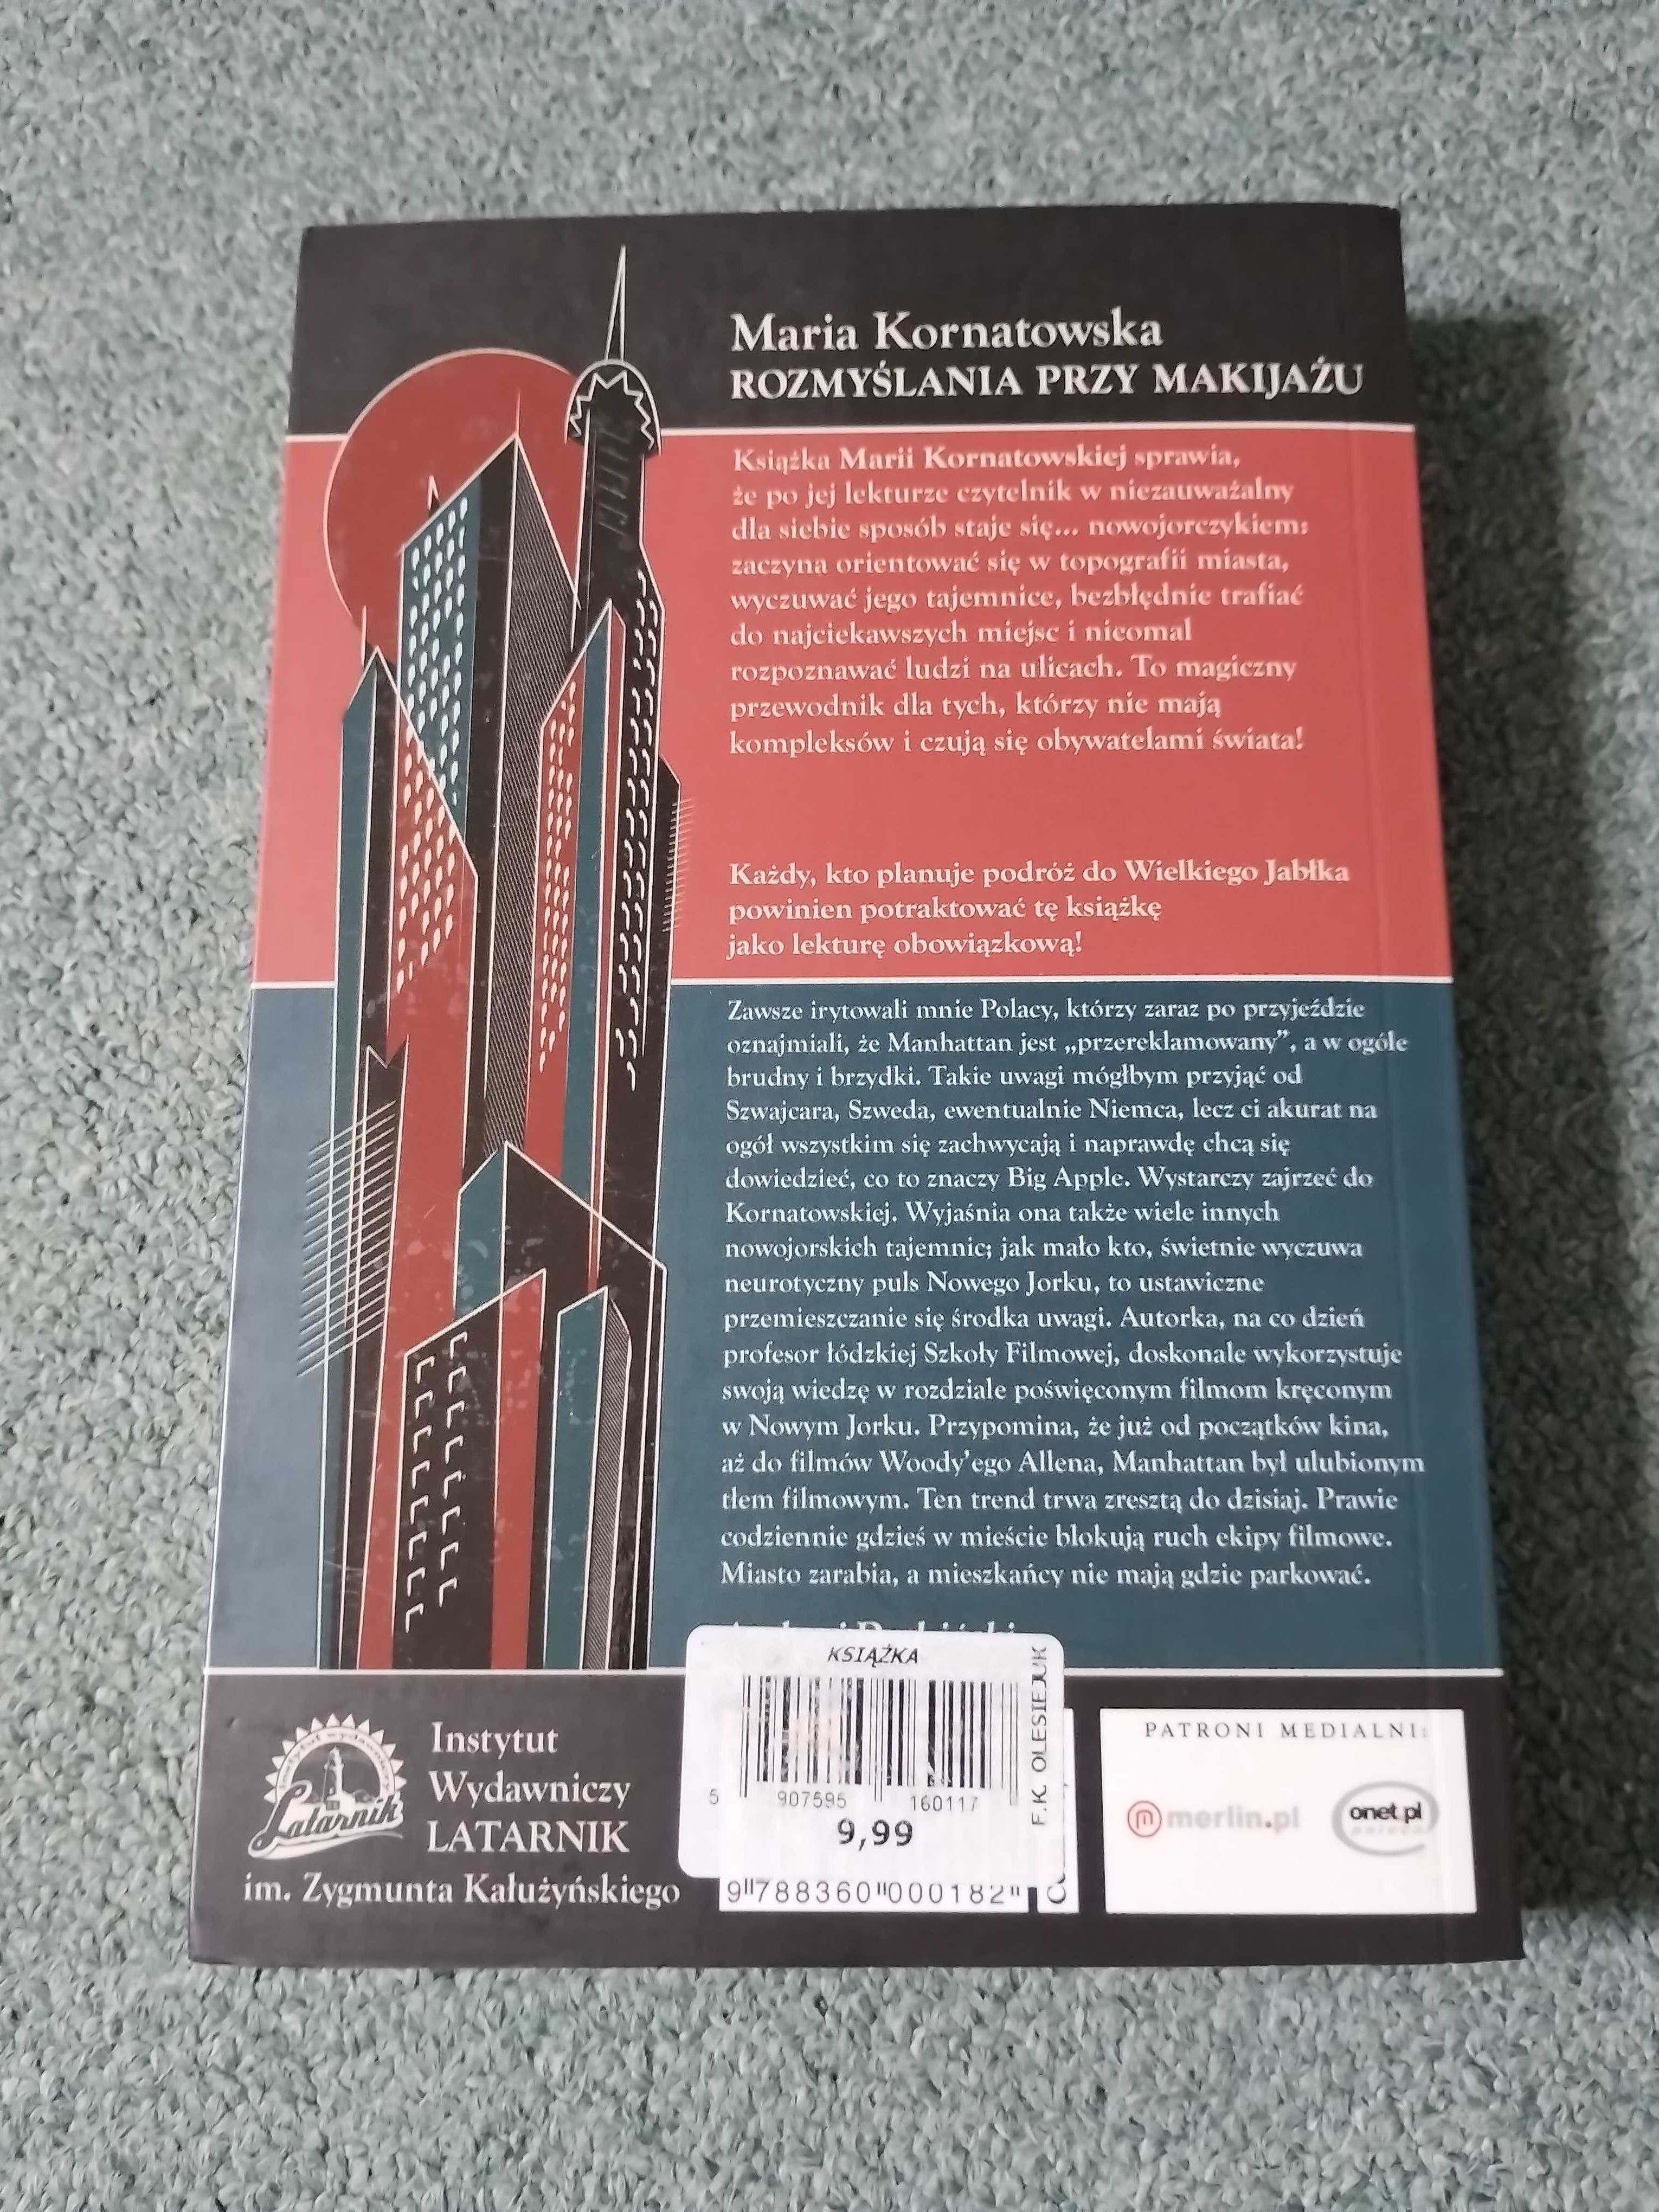 Maria Kornatowska
ROZMYŚLANIA PRZY MAKIJAŻU
Książka Marii Kornatowskiej sprawia,
że po jej lekturze czytelnik w niezauważalny
dla siebie sposób staje się... nowojorczykiem:
zaczyna orientować się w topografii miasta,
wyczuwać jego tajemnice, bezbłędnie trafiać
do najciekawszych miejsc i nieomal
rozpoznawać ludzi na ulicach. To magiczny
przewodnik dla tych, którzy nie mają
kompleksów i czują się obywatelami świata!
Każdy, kto planuje podróż do Wielkiego Jabłka
powinien potraktować tę książkę
jako lekturę obowiązkową!
Zawsze irytowali mnie Polacy, którzy zaraz po przyjeździe
oznajmiali, że Manhattan jest „przereklamowany”, a w ogóle
brudny i brzydki. Takie uwagi mógłbym przyjąć od
Szwajcara, Szweda, ewentualnie Niemca, lecz ci akurat na
ogół wszystkim się zachwycają i naprawdę chcą się
dowiedzieć, co to znaczy Big Apple. Wystarczy zajrzeć do
Kornatowskiej. Wyjaśnia ona także wiele innych
nowojorskich tajemnic; jak mało kto, świetnie wyczuwa
neurotyczny puls Nowego Jorku, to ustawiczne
przemieszczanie się środka uwagi. Autorka, na co dzień
profesor łódzkiej Szkoły Filmowej, doskonale wykorzystuje
swoją wiedzę w rozdziale poświęconym filmom kręconym
w Nowym Jorku. Przypomina, że już od początków kina,
aż do filmów Woody'ego Allena, Manhattan był ulubionym
tłem filmowym. Ten trend trwa zresztą do dzisiaj. Prawie
codziennie gdzieś w mieście blokują ruch ekipy filmowe.
Miasto zarabia, a mieszkańcy nie mają gdzie parkować.
KSIĄŻKA
F.K. OLESIEJUK
5 907595 160117
9,99
9 788360 000182
Instytut wydawniczy
Latarnik
Instytut
Wydawniczy
LATARNIK
im. Zygmunta Kałużyńskiego
PATRONI MEDIALNI:
merlin.pl
onet.pl